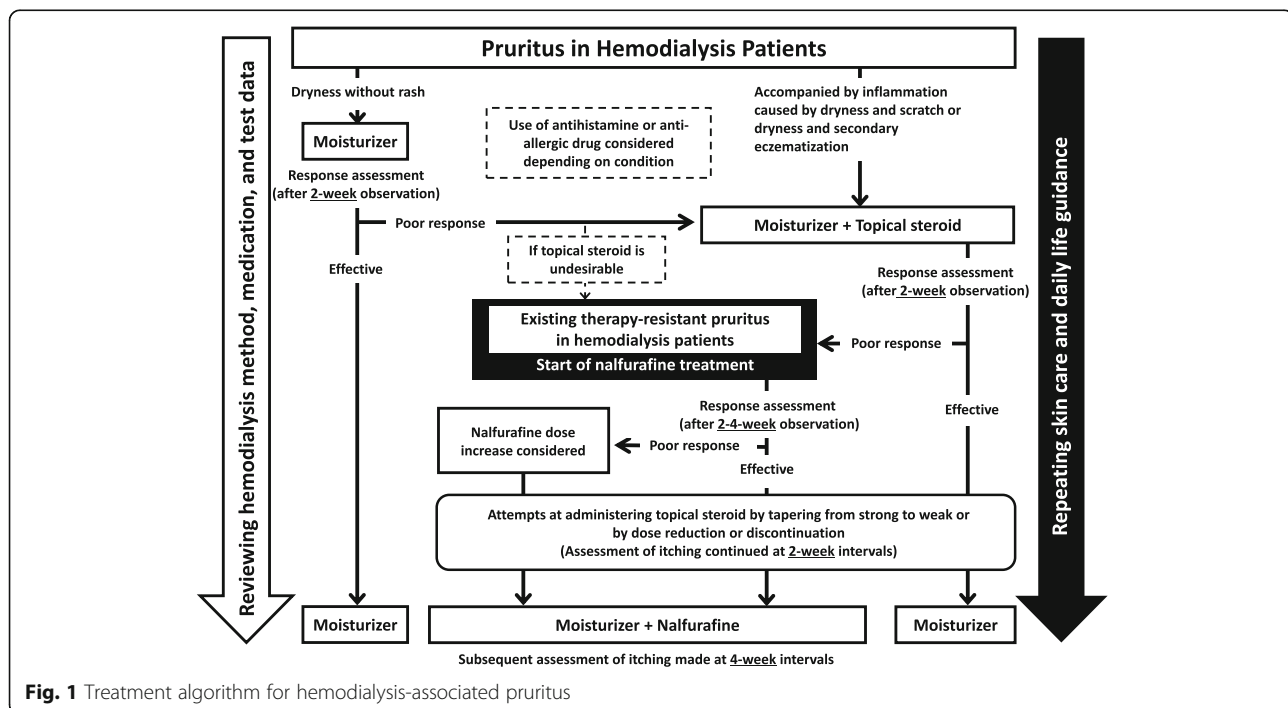 Pruritus in Hemodialysis Patients
Reviewing hemodialysis method, medication, and test data
Repeating skin care and daily life guidance
Dryness without rash
Moisturizer
Response assessment
(after 2-week observation)
Use of antihistamine or anti-
allergic drug considered
depending on condition
Accompanied by inflammation
caused by dryness and scratch or
dryness and secondary
eczematization
Poor response
Moisturizer + Topical steroid
If topical steroid is
undesirable
Effective
Response assessment
(after 2-week observation)
Existing therapy-resistant pruritus
in hemodialysis patients
Start of nalfurafine treatment
Poor response
Response assessment
(after 2-4-week observation)
Effective
Nalfurafine dose
increase considered
Poor response
Effective
Attempts at administering topical steroid by tapering from strong to weak or
by dose reduction or discontinuation
(Assessment of itching continued at 2-week intervals)
Moisturizer
Moisturizer + Nalfurafine
Moisturizer
Subsequent assessment of itching made at 4-week intervals
Fig. 1 Treatment algorithm for hemodialysis-associated pruritus